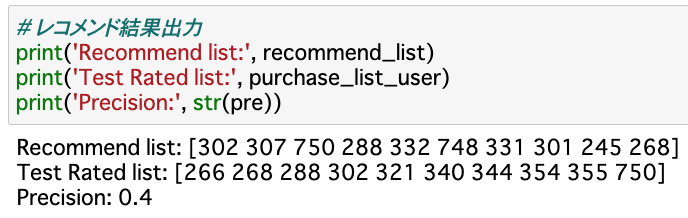 #レコメンド結果出力
print('Recommend list:', recommend_list)
print('Test Rated list:', purchase_list_user)
print('Precision:', str(pre))
Recommend list: [302 307 750 288 332 748 331 301 245 268]
Test Rated list: [266 268 288 302 321 340 344 354 355 750]
Precision: 0.4